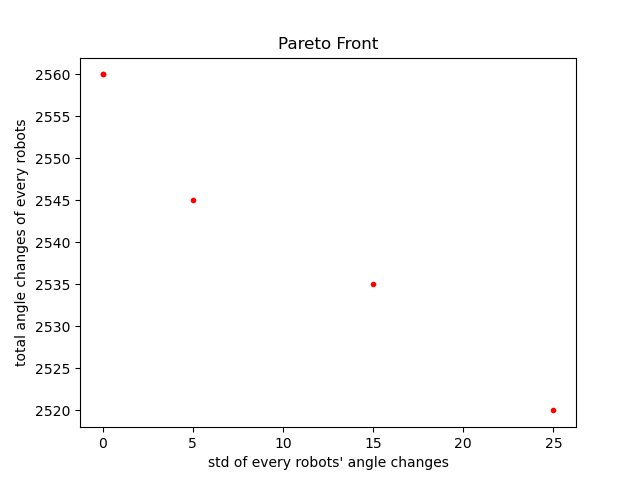 Pareto Front
total angle changes of every robots
2560
2555
2550
2545
2540
2535
2530
2525
2520
0 5 10 15 20 25
std of every robots' angle changes